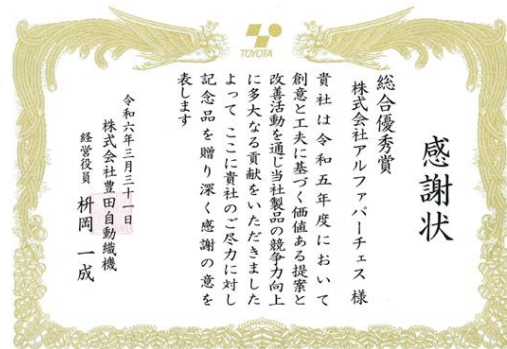 TOYOTA
感謝状
総合優秀賞
株式会社アルファパーチェス 様
貴社は令和五年度において
創意と工夫に基づく価値ある提案と
改善活動を通じ当社製品の競争力向上
に多大なる貢献をいただきました
よって ここに貴社のご尽力に対し
記念品を贈り深く感謝の意を
表します
令和六年三月二十一日
株式会社豊田自動織機
経営役員 枡岡 一成